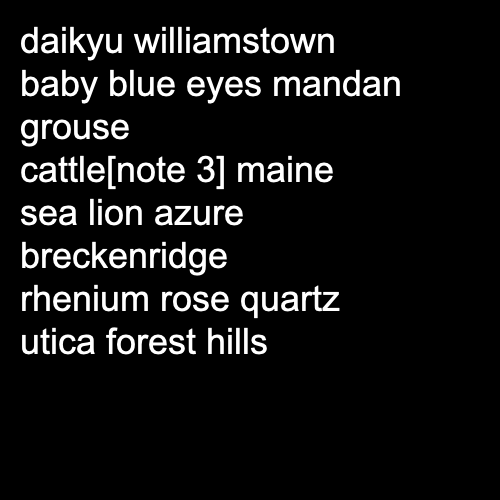 daikyu williamstown
baby blue eyes mandan
grouse
cattle[note 3] maine
sea lion azure
breckenridge
rhenium rose quartz
utica forest hills